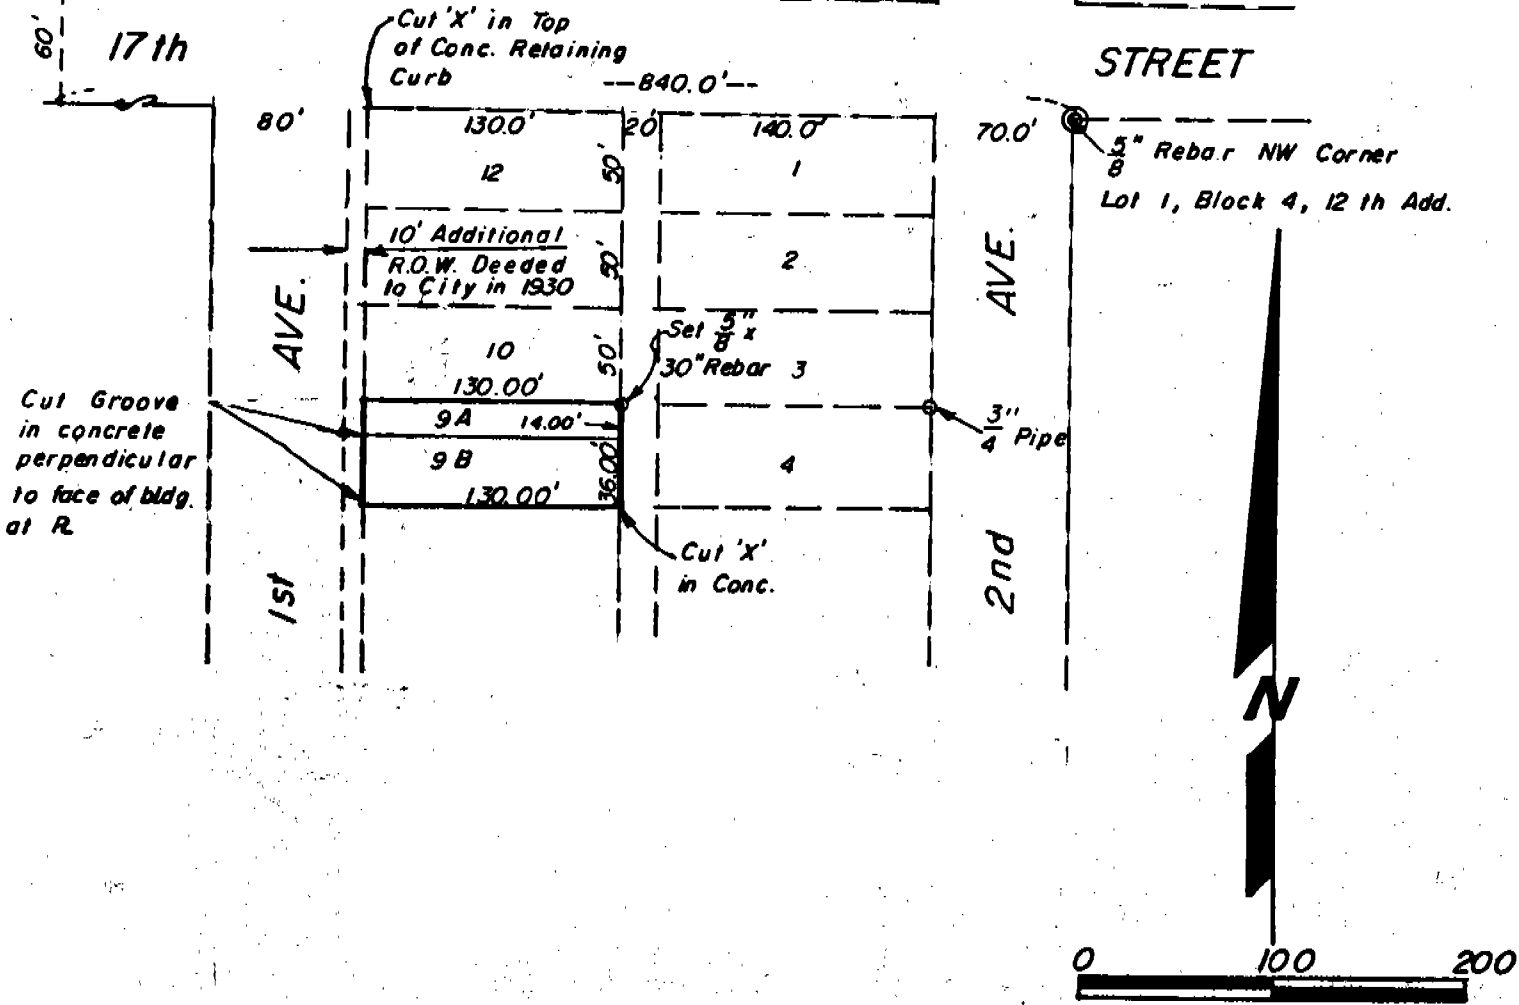 60'
17th
Cut 'X' in Top
of Conc. Retaining
Curb
---840.0'---
STREET
80'
130.0'
20'
140.0'
70.0'
5/8" Rebar NW Corner
Lot 1, Block 4, 12 th Add.
12
50'
1
10' Additional
R.O.W. Deeded
to City in 1930
50'
2
AVE.
AVE.
10
50'
Set 5/8" x
30" Rebar
3
130.00'
Cut Groove
in concrete
perpendicular
to face of bldg.
at PL
9A
14.00'
3/4" Pipe
9B
36.00'
4
130.00'
Cut 'X'
in Conc.
1st
2nd
N
0
100
200